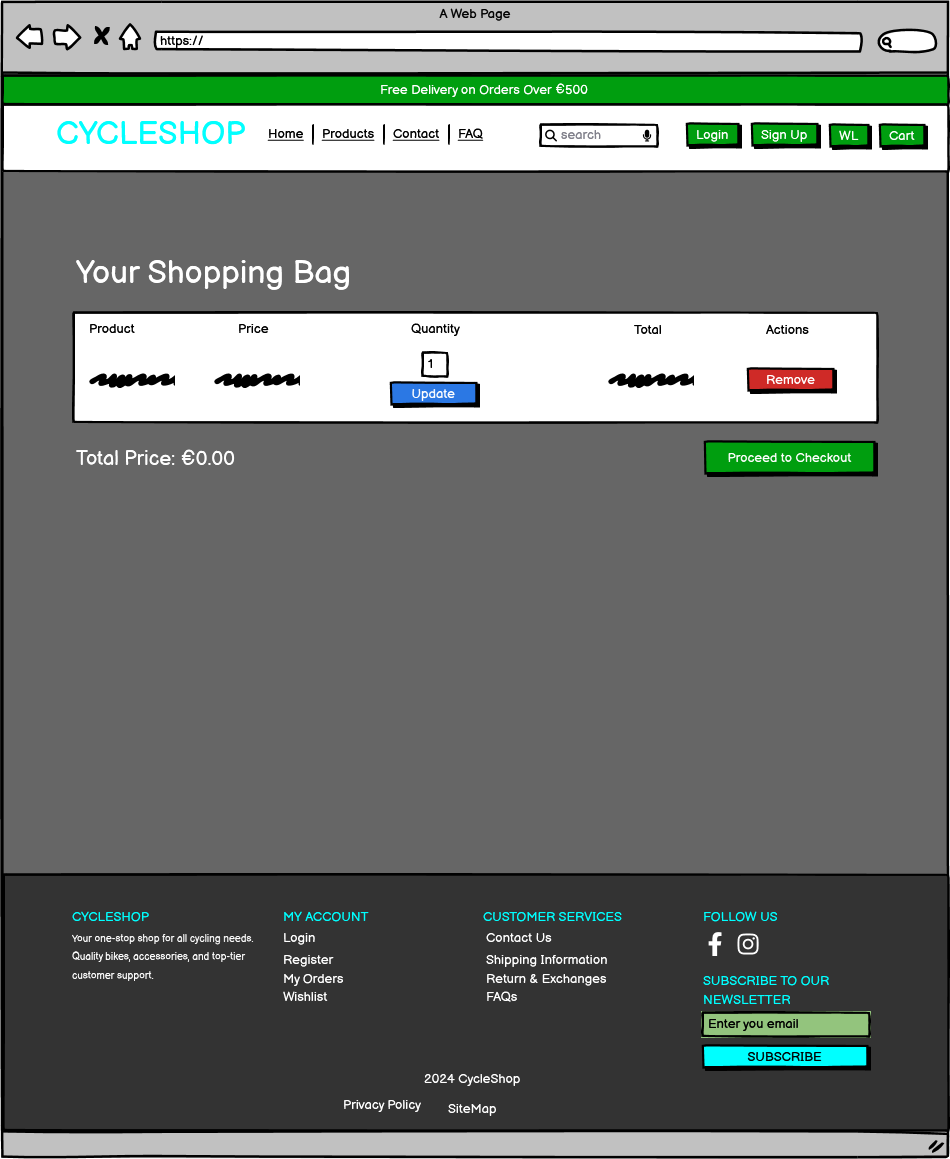 A Web Page
https://
Free Delivery on Orders Over €500
CYCLESHOP Home Products Contact FAQ search Login Sign Up WL Cart
Your Shopping Bag
Product Price Quantity Total Actions
1
Update Remove
Total Price: €0.00 Proceed to Checkout
CYCLESHOP
Your one-stop shop for all cycling needs.
Quality bikes, accessories, and top-tier
customer support.
MY ACCOUNT
Login
Register
My Orders
Wishlist
CUSTOMER SERVICES
Contact Us
Shipping Information
Return & Exchanges
FAQs
FOLLOW US
SUBSCRIBE TO OUR
NEWSLETTER
Enter you email
SUBSCRIBE
2024 CycleShop
Privacy Policy SiteMap